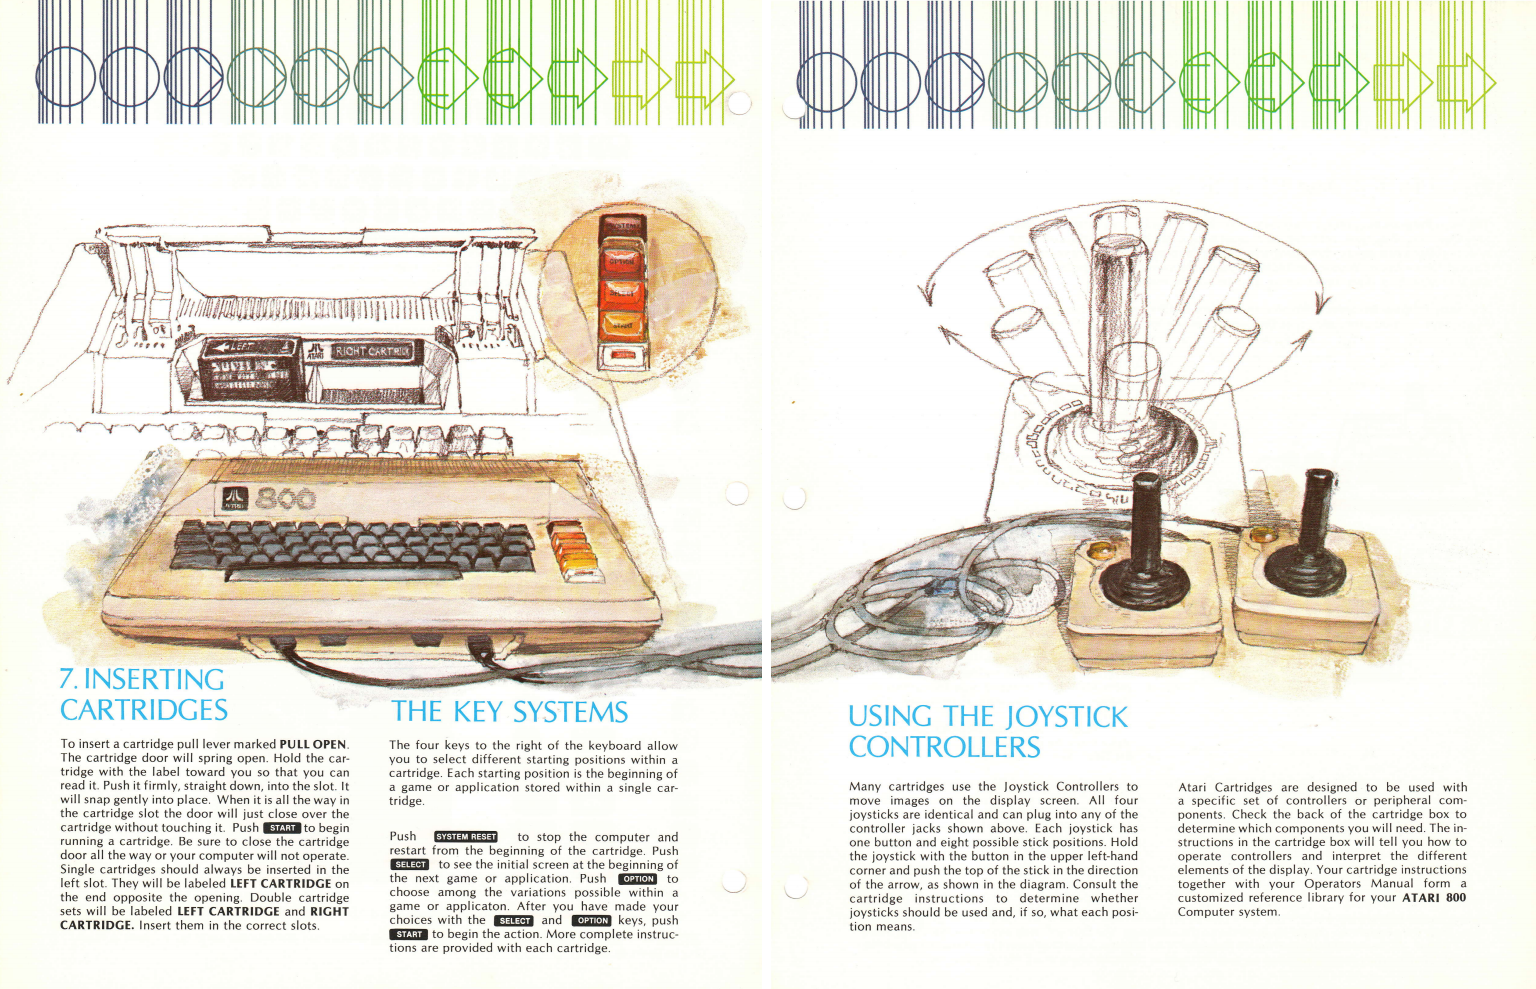 SYSTEM
OPTION
SELECT
START
LEFT
ATARI
RIGHT CARTRID
ATARI
800
7. INSERTING
CARTRIDGES
To insert a cartridge pull lever marked PULL OPEN.
The cartridge door will spring open. Hold the car-
tridge with the label toward you so that you can
read it. Push it firmly, straight down, into the slot. It
will snap gently into place. When it is all the way in
the cartridge slot the door will just close over the
cartridge without touching it. Push START to begin
running a cartridge. Be sure to close the cartridge
door all the way or your computer will not operate.
Single cartridges should always be inserted in the
left slot. They will be labeled LEFT CARTRIDGE on
the end opposite the opening. Double cartridge
sets will be labeled LEFT CARTRIDGE and RIGHT
CARTRIDGE. Insert them in the correct slots.
THE KEY SYSTEMS
The four keys to the right of the keyboard allow
you to select different starting positions within a
cartridge. Each starting position is the beginning of
a game or application stored within a single car-
tridge.
Push SYSTEM RESET to stop the computer and
restart from the beginning of the cartridge. Push
SELECT to see the initial screen at the beginning of
the next game or application. Push OPTION to
choose among the variations possible within a
game or applicaton. After you have made your
choices with the SELECT and OPTION keys, push
START to begin the action. More complete instruc-
tions are provided with each cartridge.
USING THE JOYSTICK
CONTROLLERS
Many cartridges use the Joystick Controllers to
move images on the display screen. All four
joysticks are identical and can plug into any of the
controller jacks shown above. Each joystick has
one button and eight possible stick positions. Hold
the joystick with the button in the upper left-hand
corner and push the top of the stick in the direction
of the arrow, as shown in the diagram. Consult the
cartridge instructions to determine whether
joysticks should be used and, if so, what each posi-
tion means.
Atari Cartridges are designed to be used with
a specific set of controllers or peripheral com-
ponents. Check the back of the cartridge box to
determine which components you will need. The in-
structions in the cartridge box will tell you how to
operate controllers and interpret the different
elements of the display. Your cartridge instructions
together with your Operators Manual form a
customized reference library for your ATARI 800
Computer system.